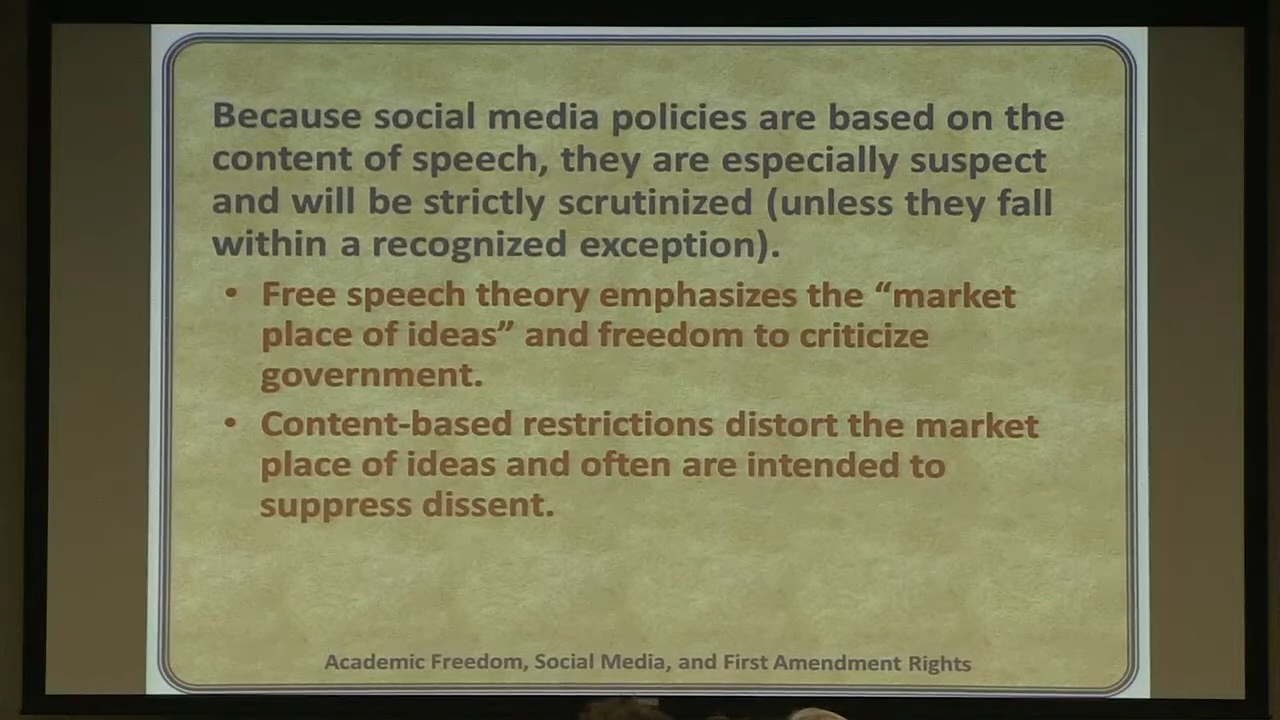 Because social media policies are based on the
content of speech, they are especially suspect
and will be strictly scrutinized (unless they fall
within a recognized exception).
• Free speech theory emphasizes the “market
place of ideas” and freedom to criticize
government.
• Content-based restrictions distort the market
place of ideas and often are intended to
suppress dissent.
Academic Freedom, Social Media, and First Amendment Rights